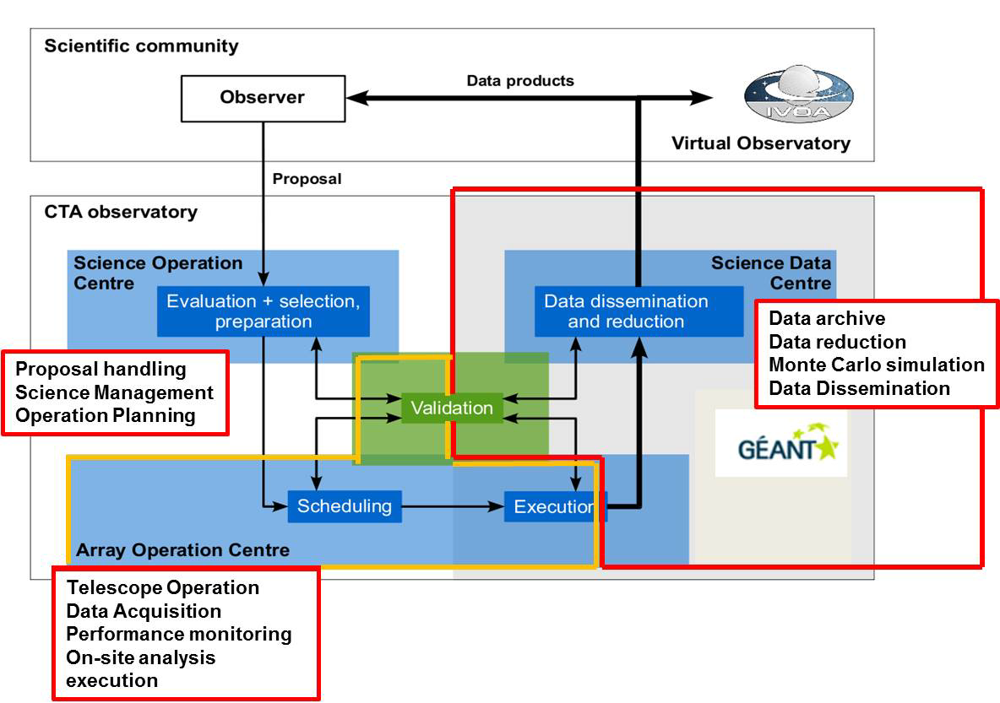 Scientific community
Observer
Data products
IVOA
Virtual Observatory
Proposal
CTA observatory
Science Operation
Centre
Evaluation + selection,
preparation
Science Data
Centre
Data dissemination
and reduction
Data archive
Data reduction
Monte Carlo simulation
Data Dissemination
Proposal handling
Science Management
Operation Planning
Validation
GÉANT
Scheduling
Execution
Array Operation Centre
Telescope Operation
Data Acquisition
Performance monitoring
On-site analysis
execution